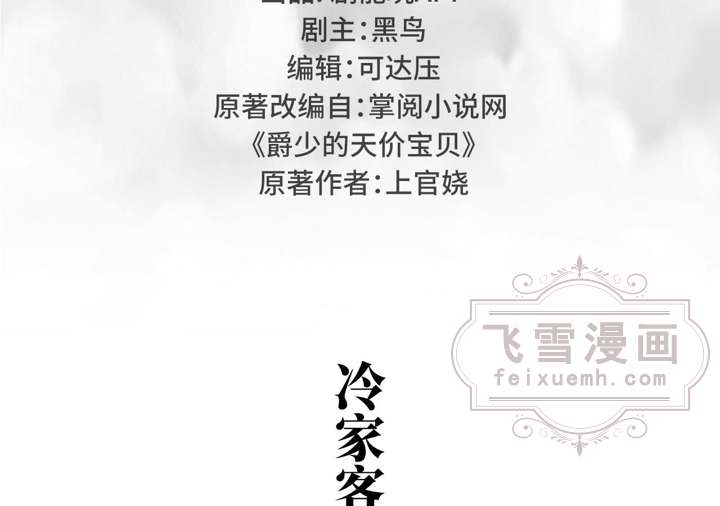 剧主：黑鸟
编辑：可达压
原著改编自：掌阅小说网
《爵少的天价宝贝》
原著作者：上官娆
飞雪漫画
feixuemh.com
冷家客